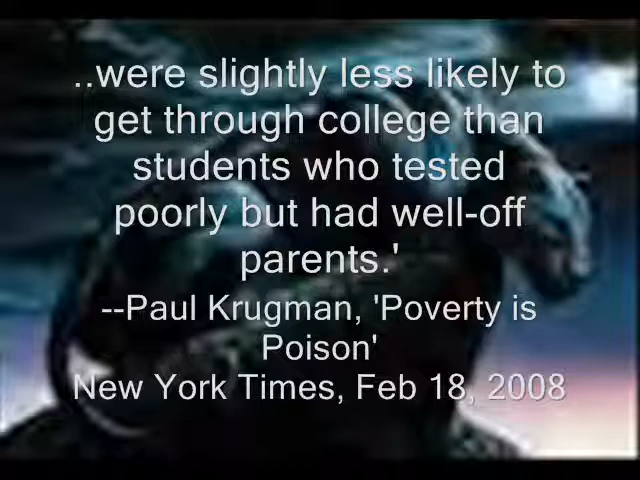 ..were slightly less likely to
get through college than
students who tested
poorly but had well-off
parents.'
--Paul Krugman, 'Poverty is
Poison'
New York Times, Feb 18, 2008